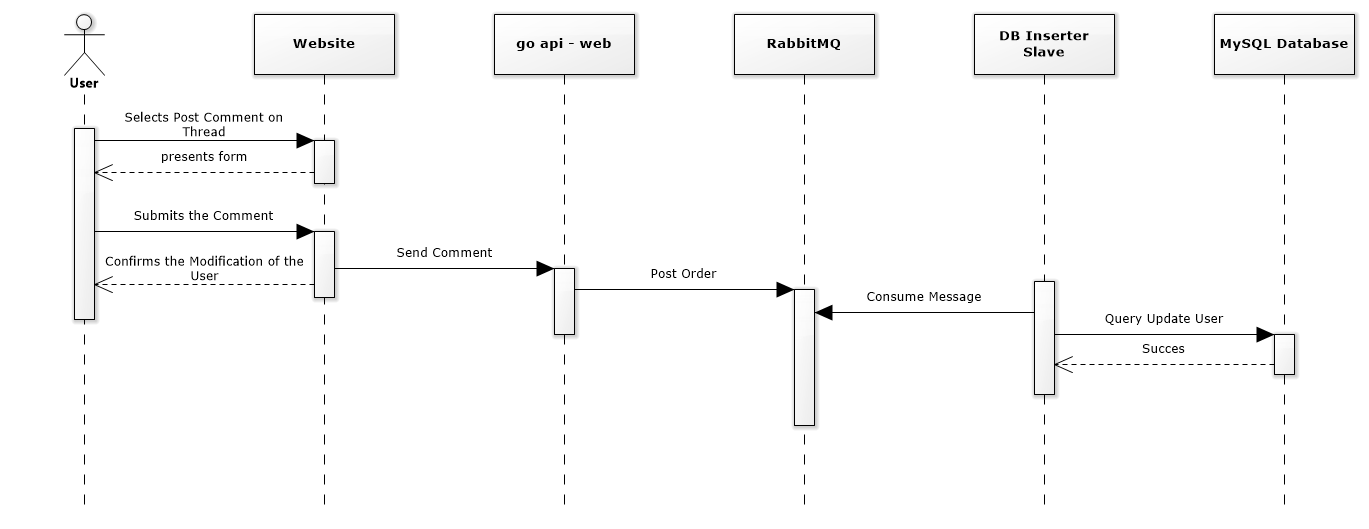 User
Website
go api - web
RabbitMQ
DB Inserter
Slave
MySQL Database
Selects Post Comment on
Thread
presents form
Submits the Comment
Confirms the Modification of the
User
Send Comment
Post Order
Consume Message
Query Update User
Succes